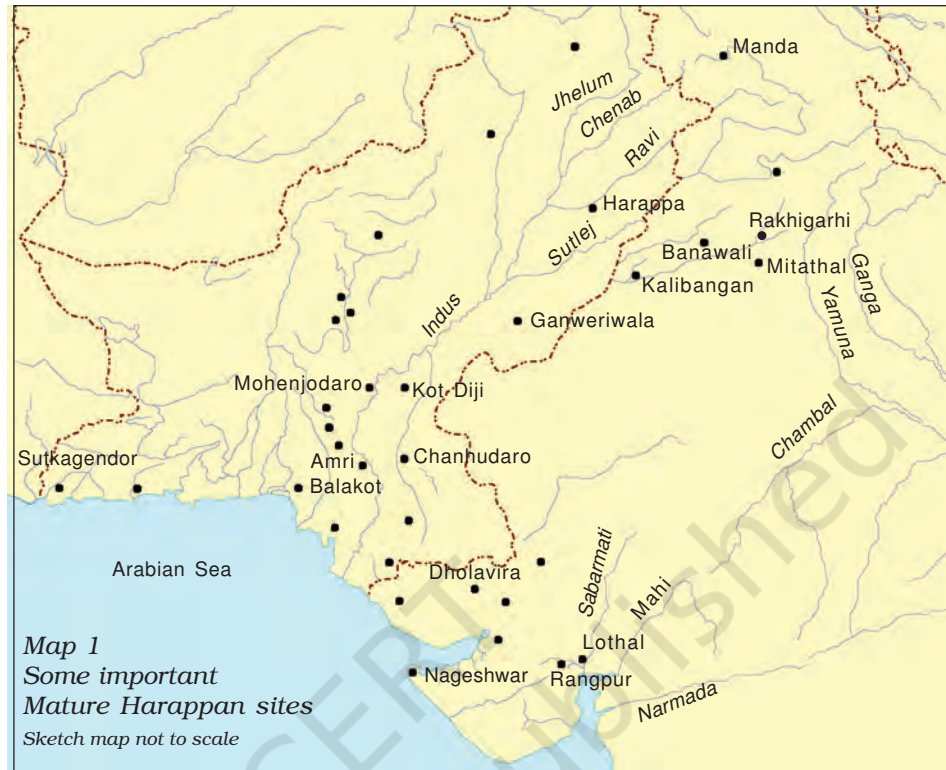 Manda
Jhelum
Chenab
Ravi
Harappa
Sutlej
Rakhigarhi
Banawali
Mitathal
Kalibangan
Ganga
Yamuna
Indus
Ganweriwala
Mohenjodaro
Kot Diji
Chambal
Sutkagendor
Amri
Chanhudaro
Balakot
Arabian Sea
Dholavira
Sabarmati
Mahi
Lothal
Nageshwar
Rangpur
Narmada
Map 1
Some important
Mature Harappan sites
Sketch map not to scale
CERT
published